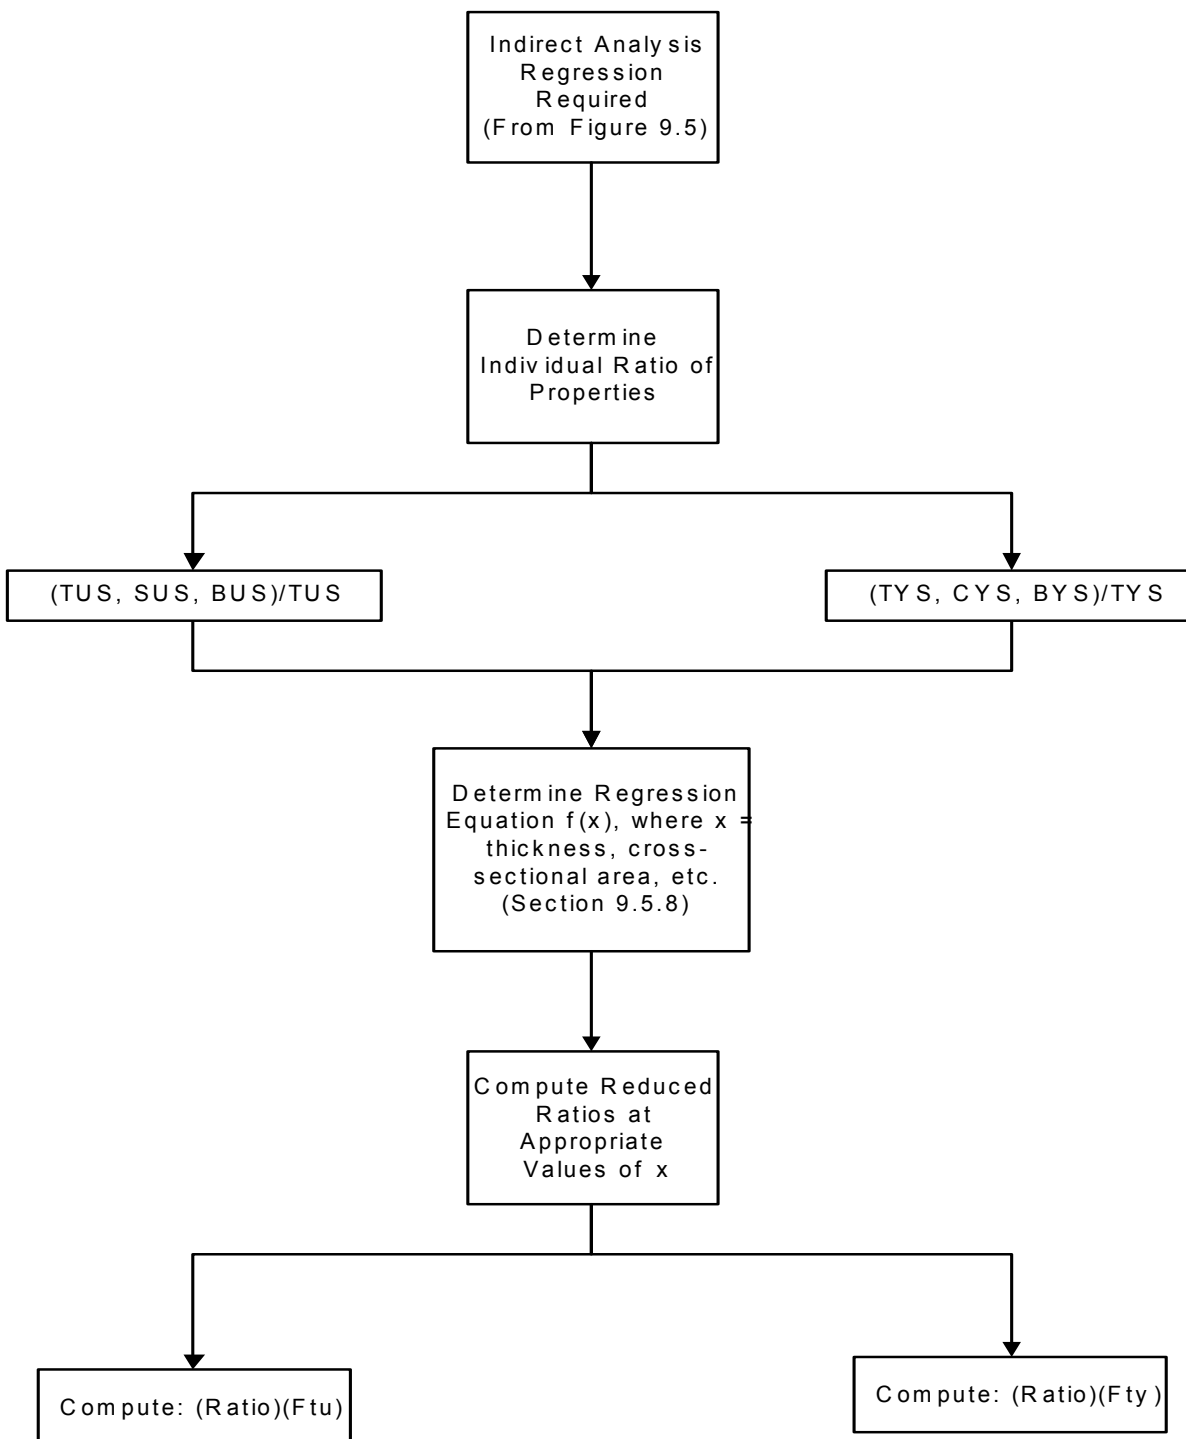 Indirect Analysis
Regression
Required
(From Figure 9.5)
Determine
Individual Ratio of
Properties
(TUS, SUS, BUS)/TUS
(TYS, CYS, BYS)/TYS
Determine Regression
Equation f(x), where x =
thickness, cross-
sectional area, etc.
(Section 9.5.8)
Compute Reduced
Ratios at
Appropriate
Values of x
Compute: (Ratio)(Ftu)
Compute: (Ratio)(Fty)